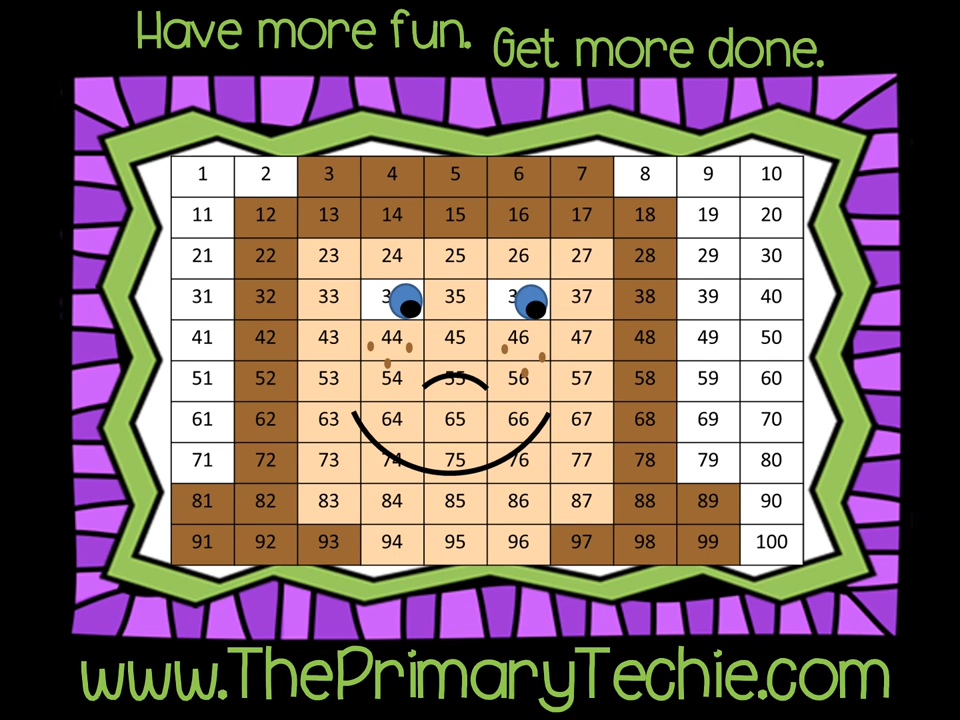 Have more fun. Get more done.
1 2 3 4 5 6 7 8 9 10
11 12 13 14 15 16 17 18 19 20
21 22 23 24 25 26 27 28 29 30
31 32 33 35 37 38 39 40
41 42 43 44 45 46 47 48 49 50
51 52 53 54 55 56 57 58 59 60
61 62 63 64 65 66 67 68 69 70
71 72 73 74 75 76 77 78 79 80
81 82 83 84 85 86 87 88 89 90
91 92 93 94 95 96 97 98 99 100
www.ThePrimaryTechie.com